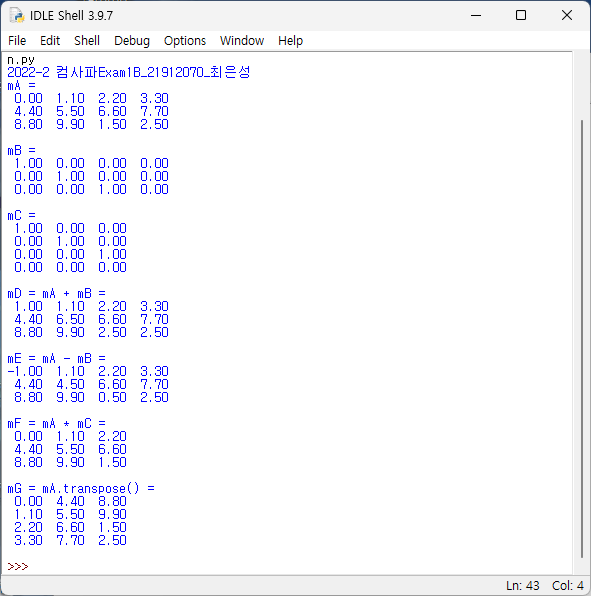 IDLE Shell 3.9.7
File Edit Shell Debug Options Window Help
n.py
2022-2 컴사파Exam1B_21912070_최은성
mA =
0.00 1.10 2.20 3.30
4.40 5.50 6.60 7.70
8.80 9.90 1.50 2.50
mB =
1.00 0.00 0.00 0.00
0.00 1.00 0.00 0.00
0.00 0.00 1.00 0.00
mC =
1.00 0.00 0.00
0.00 1.00 0.00
0.00 0.00 1.00
0.00 0.00 0.00
mD = mA + mB =
1.00 1.10 2.20 3.30
4.40 6.50 6.60 7.70
8.80 9.90 2.50 2.50
mE = mA - mB =
-1.00 1.10 2.20 3.30
4.40 4.50 6.60 7.70
8.80 9.90 0.50 2.50
mF = mA * mC =
0.00 1.10 2.20
4.40 5.50 6.60
8.80 9.90 1.50
mG = mA.transpose() =
0.00 4.40 8.80
1.10 5.50 9.90
2.20 6.60 1.50
3.30 7.70 2.50
>>>
Ln: 43 Col: 4